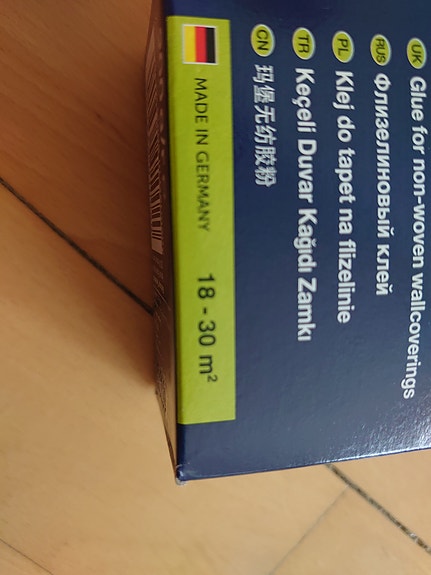 UK Glue for non-woven wallcoverings
RUS Флизелиновый клей
PL Klej do tapet na flizelinie
TR Keçeli Duvar Kağıdı Zamkı
CN 玛堡无纺胶粉
MADE IN GERMANY 18 - 30 m²